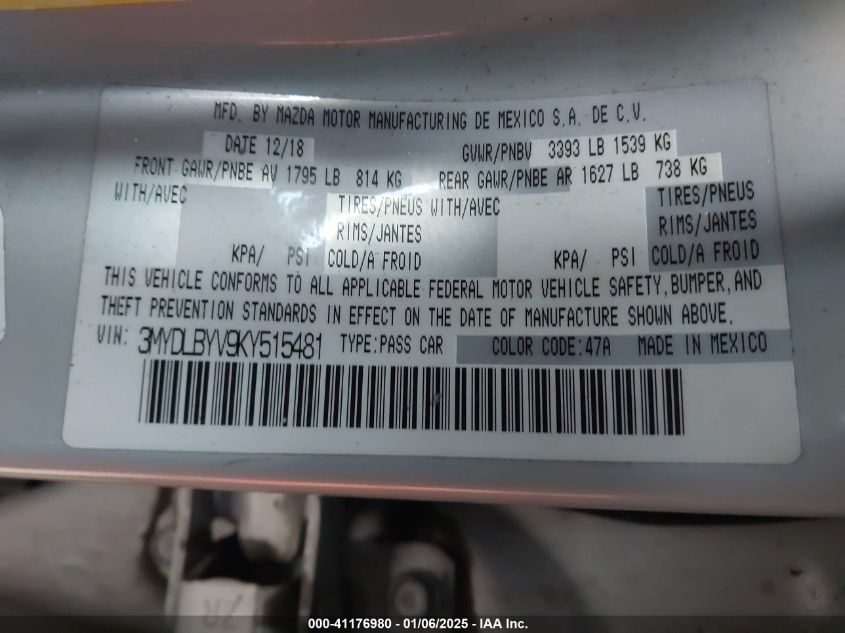 MFD. BY MAZDA MOTOR MANUFACTURING DE MEXICO S.A. DE C.V.
DATE 12/18 GVWR/PNBV 3393 LB 1539 KG
FRONT GAWR/PNBE AV 1795 LB 814 KG REAR GAWR/PNBE AR 1627 LB 738 KG
WITH/AVEC TIRES/PNEUS WITH/AVEC TIRES/PNEUS
RIMS/JANTES RIMS/JANTES
KPA/ PSI COLD/A FROID KPA/ PSI COLD/A FROID
THIS VEHICLE CONFORMS TO ALL APPLICABLE FEDERAL MOTOR VEHICLE SAFETY, BUMPER, AND
THEFT PREVENTION STANDARDS IN EFFECT ON THE DATE OF MANUFACTURE SHOWN ABOVE.
VIN: 3MYDLBYV9KY515481 TYPE:PASS CAR COLOR CODE:47A MADE IN MEXICO
ZR
000-41176980 - 01/06/2025 - IAA Inc.